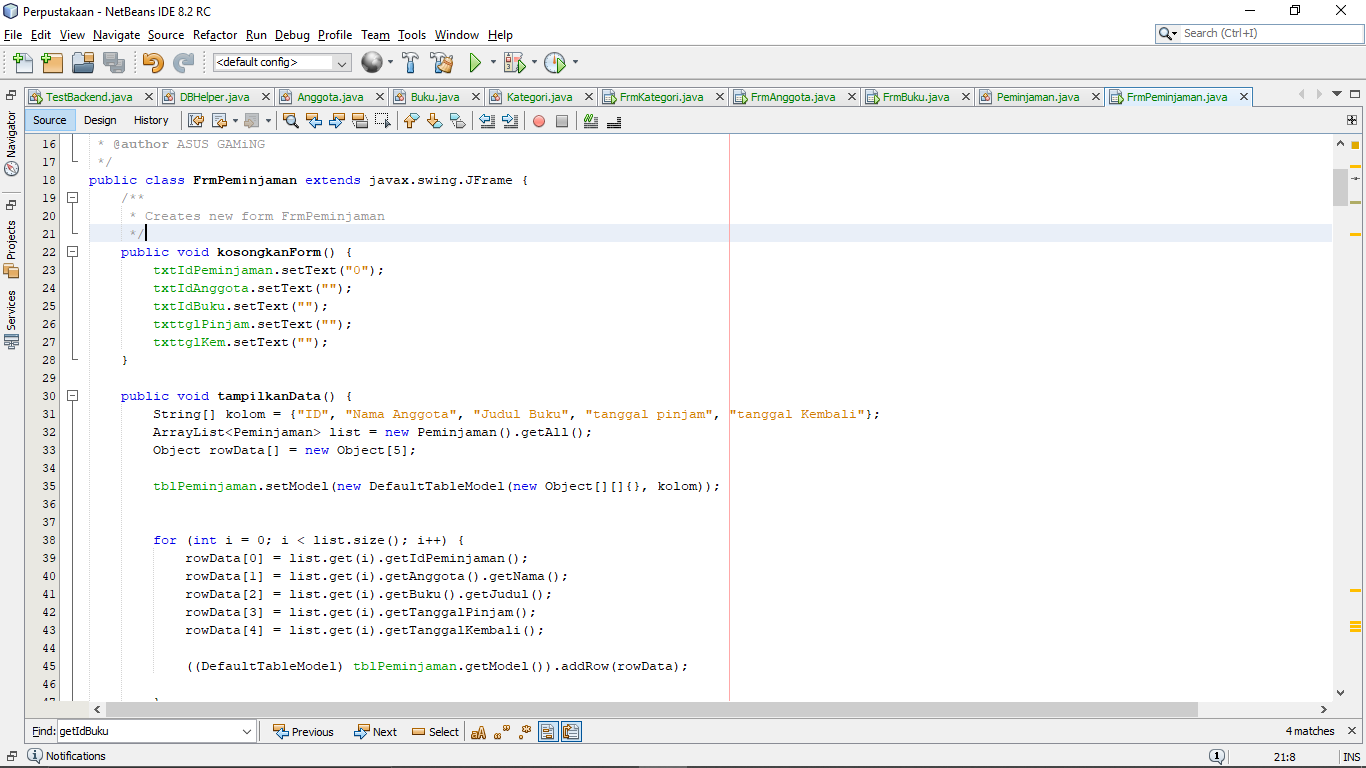 Perpustakaan - NetBeans IDE 8.2 RC
File Edit View Navigate Source Refactor Run Debug Profile Team Tools Window Help
Search (Ctrl+I)
<default config>
TestBackend.java DBHelper.java Anggota.java Buku.java Kategori.java FrmKategori.java FrmAnggota.java FrmBuku.java Peminjaman.java FrmPeminjaman.java
Source Design History
Navigator
Projects
Services
16 * @author ASUS GAMiNG
17 */
18 public class FrmPeminjaman extends javax.swing.JFrame {
19 /**
20 * Creates new form FrmPeminjaman
21 */
22 public void kosongkanForm() {
23 txtIdPeminjaman.setText("0");
24 txtIdAnggota.setText("");
25 txtIdBuku.setText("");
26 txttglPinjam.setText("");
27 txttglKem.setText("");
28 }
29
30 public void tampilkanData() {
31 String[] kolom = {"ID", "Nama Anggota", "Judul Buku", "tanggal pinjam", "tanggal Kembali"};
32 ArrayList<Peminjaman> list = new Peminjaman().getAll();
33 Object rowData[] = new Object[5];
34
35 tblPeminjaman.setModel(new DefaultTableModel(new Object[][]{}, kolom));
36
37
38 for (int i = 0; i < list.size(); i++) {
39 rowData[0] = list.get(i).getIdPeminjaman();
40 rowData[1] = list.get(i).getAnggota().getNama();
41 rowData[2] = list.get(i).getBuku().getJudul();
42 rowData[3] = list.get(i).getTanggalPinjam();
43 rowData[4] = list.get(i).getTanggalKembali();
44
45 ((DefaultTableModel) tblPeminjaman.getModel()).addRow(rowData);
46
Find: getIdBuku Previous Next Select 4 matches
Notifications 1 21:8 INS